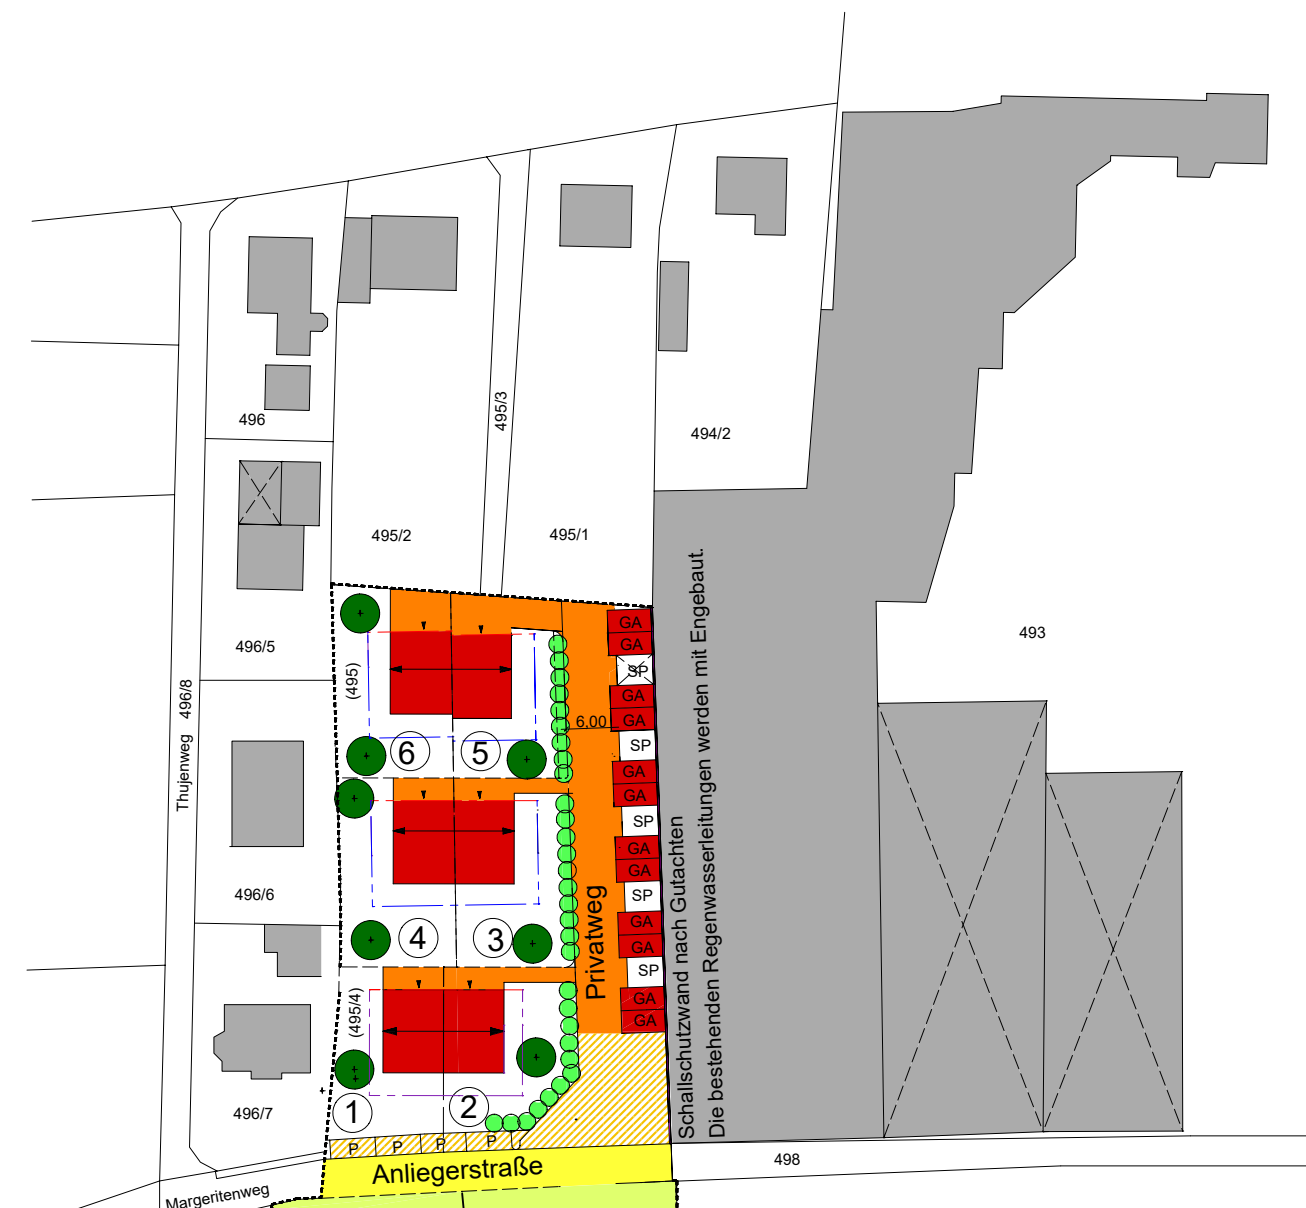 495/3
496
494/2
495/2
495/1
496/5
493
(495)
Thujenweg 496/8
GA
GA
SP
GA
GA
6.00
SP
6
5
GA
GA
SP
GA
GA
496/6
SP
Privatweg
GA
GA
4
3
SP
(495/4)
GA
GA
Schallschutzwand nach Gutachten
Die bestehenden Regenwasserleitungen werden mit Engebaut.
496/7
1
2
P
P
P
P
Anliegerstraße
498
Margeritenweg